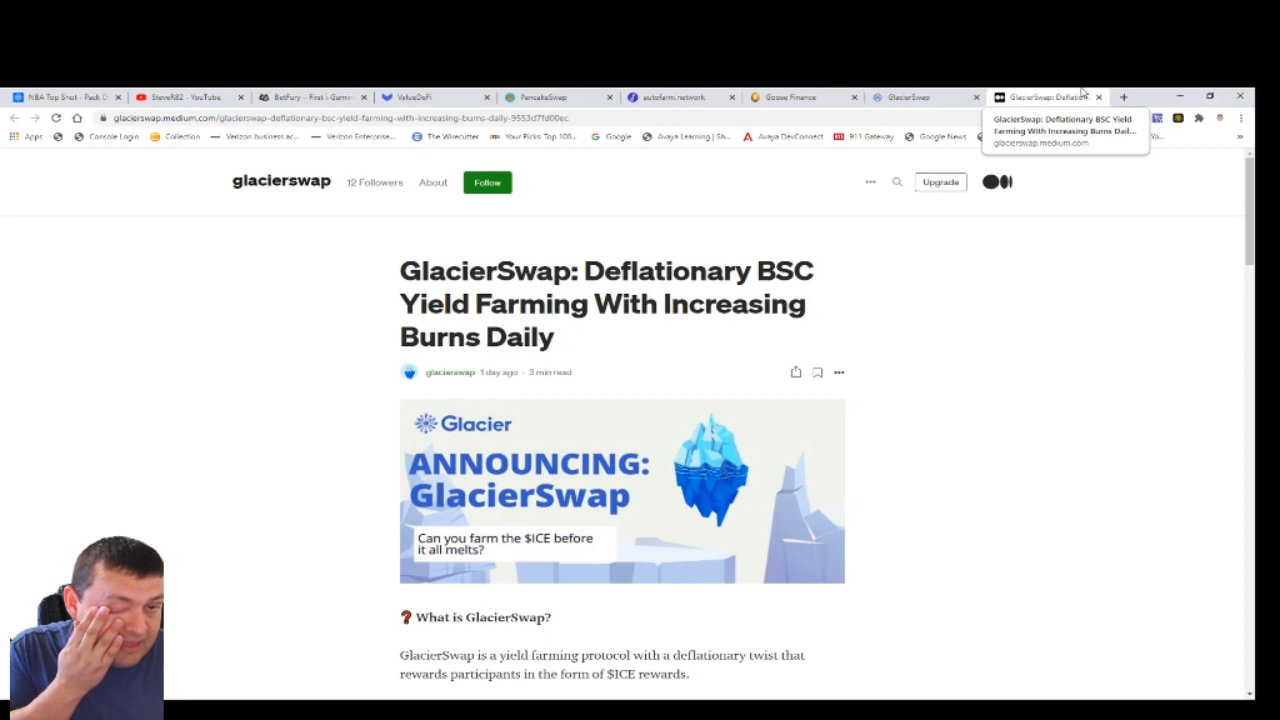 NBA Top Shot - Pack D
SteveR82 - YouTube
BetFury – First i-Gamin
ValueDeFi
PancakeSwap
autofarm.network
Goose Finance
GlacierSwap
GlacierSwap: Deflation
glacierswap.medium.com/glacierswap-deflationary-bsc-yield-farming-with-increasing-burns-daily-9553d7fd00ec
GlacierSwap: Deflationary BSC Yield
Farming With Increasing Burns Dail...
glacierswap.medium.com
Apps
Console Login
Collection
Verizon business ac...
Verizon Enterprise...
The Wirecutter
Your Picks Top 100...
Google
Avaya Learning | Sh...
Avaya DevConnect
911 Gateway
Google News
glacierswap
12 Followers
About
Follow
Upgrade
GlacierSwap: Deflationary BSC
Yield Farming With Increasing
Burns Daily
glacierswap 1 day ago · 3 min read
Glacier
ANNOUNCING:
GlacierSwap
Can you farm the $ICE before
it all melts?
❓ What is GlacierSwap?
GlacierSwap is a yield farming protocol with a deflationary twist that
rewards participants in the form of $ICE rewards.